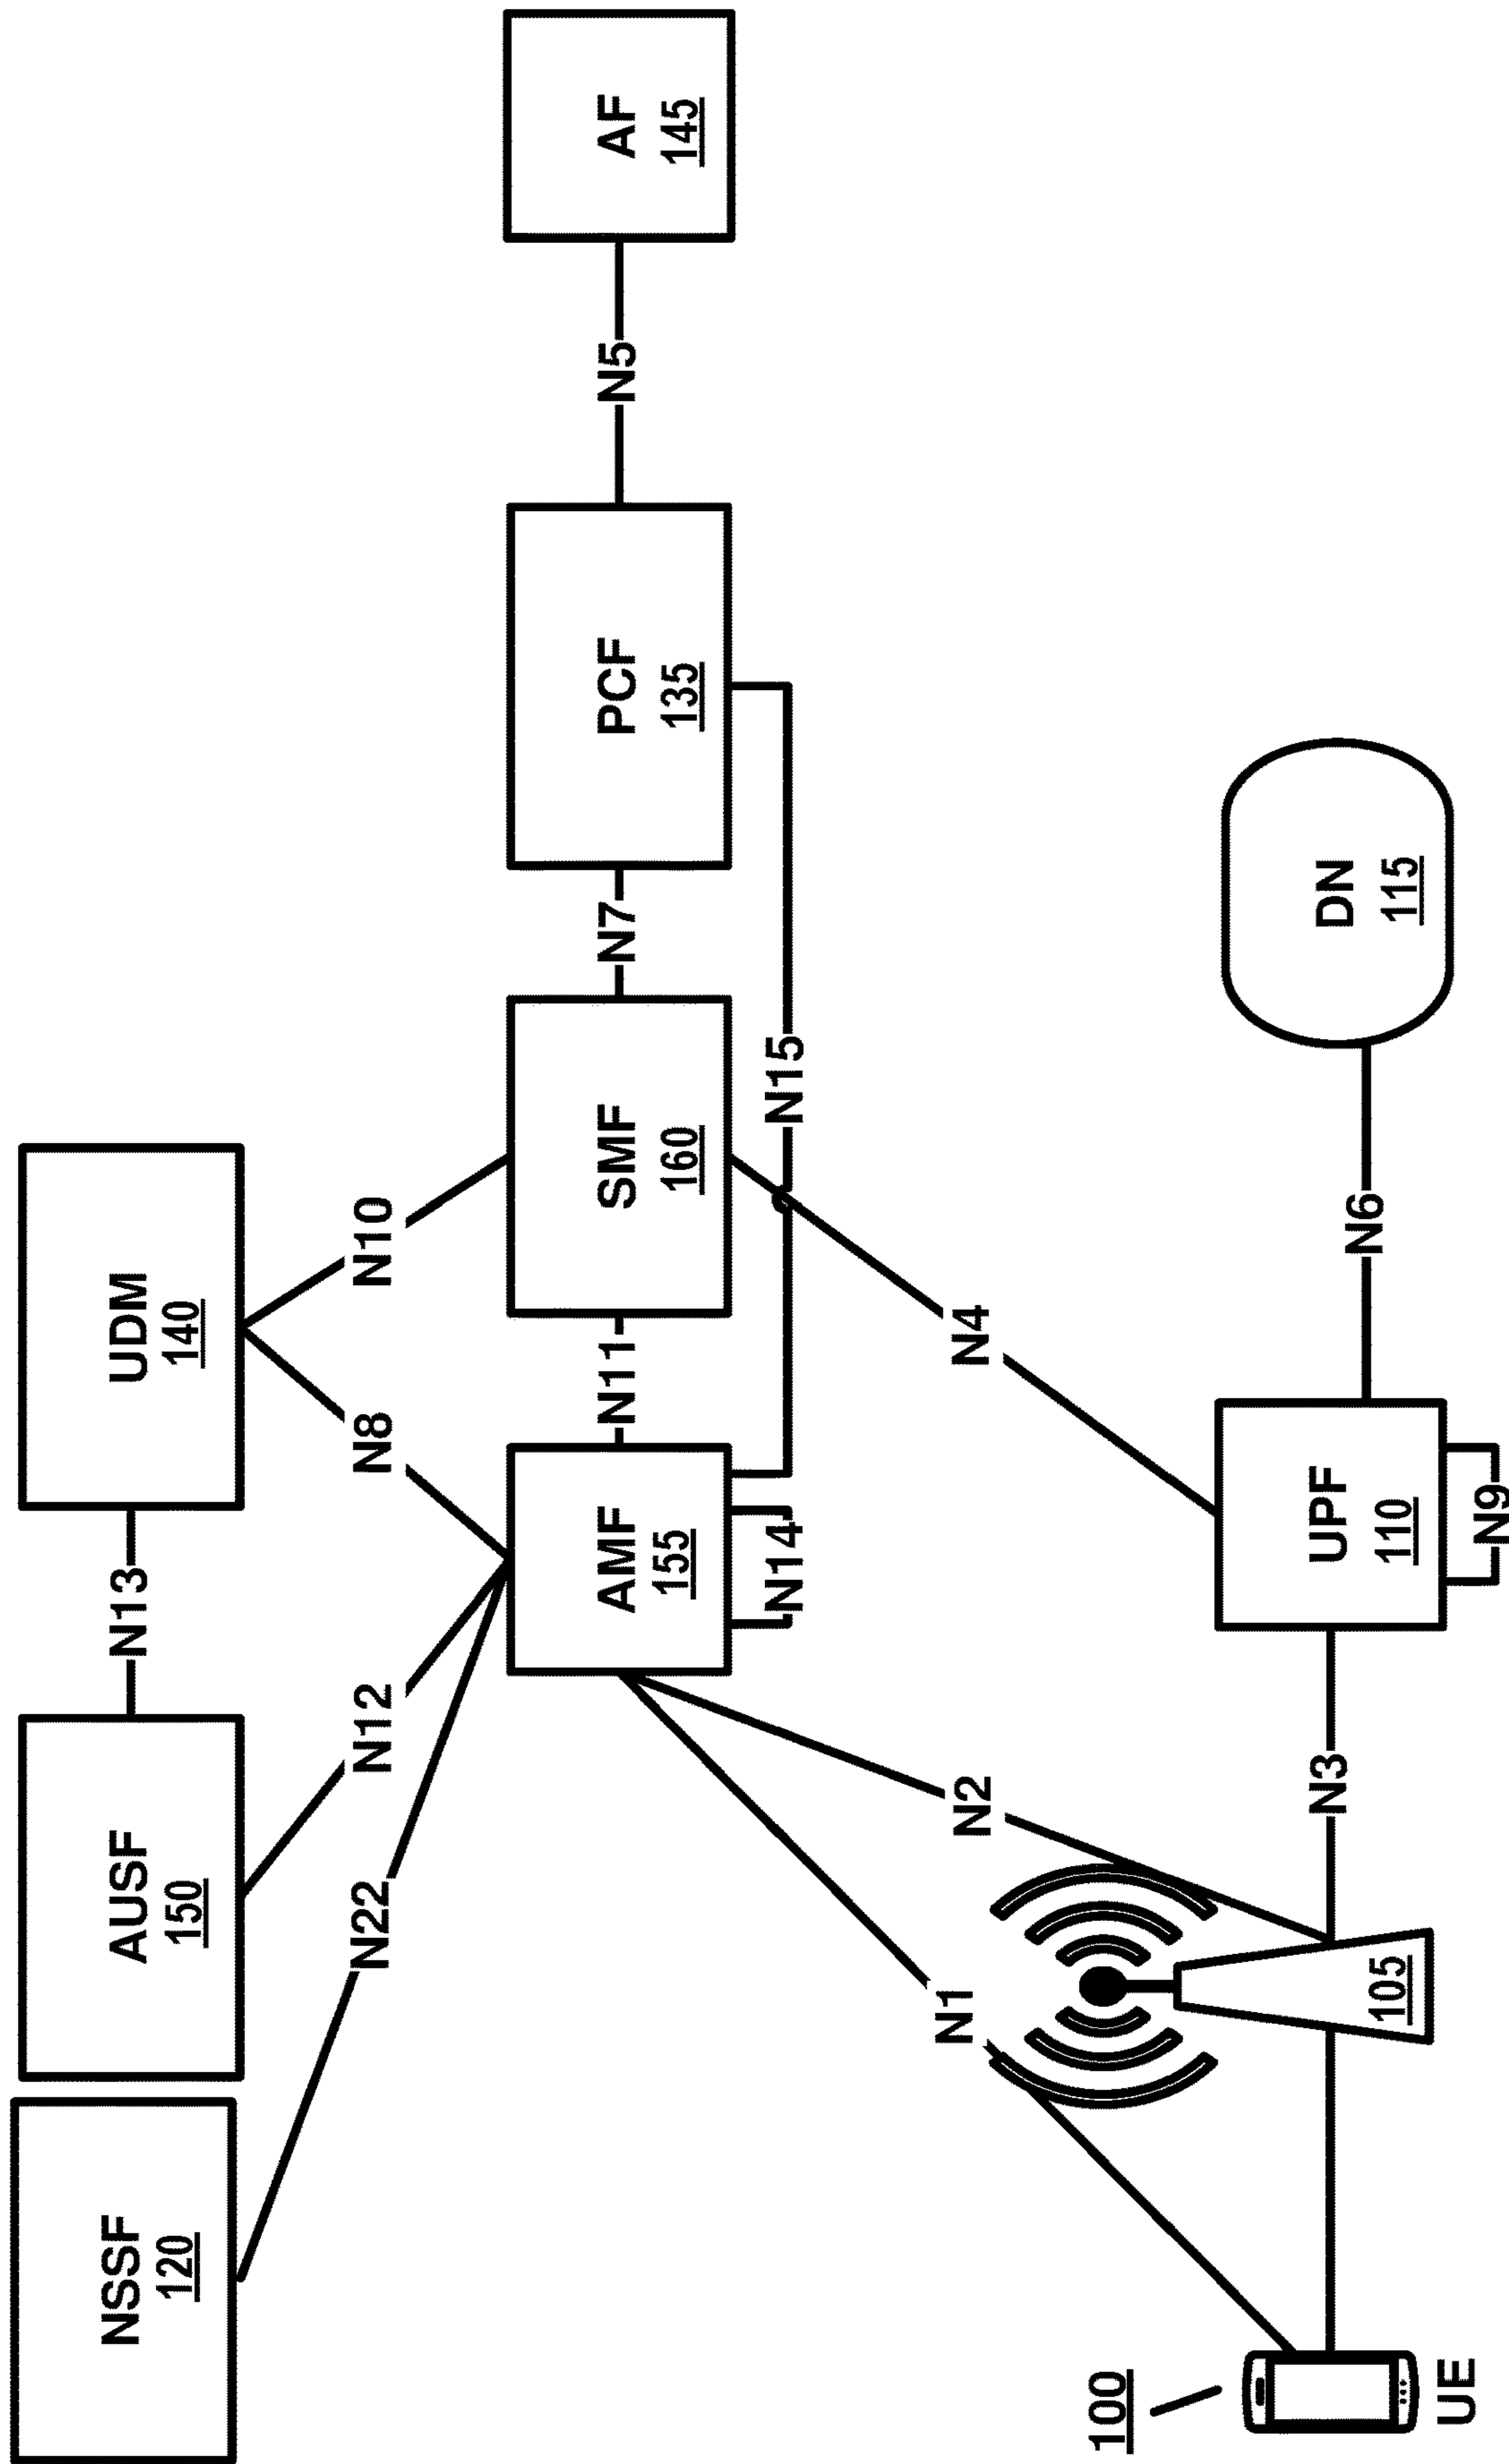 NSSF
120
AUSF
150
N13
UDM
140
N22
N12
N8
N10
AMF
155
N11
SMF
160
N7
PCF
135
N5
AF
145
N14
N15
N1
N2
N4
100
UE
105
N3
UPF
110
N9
N6
DN
115